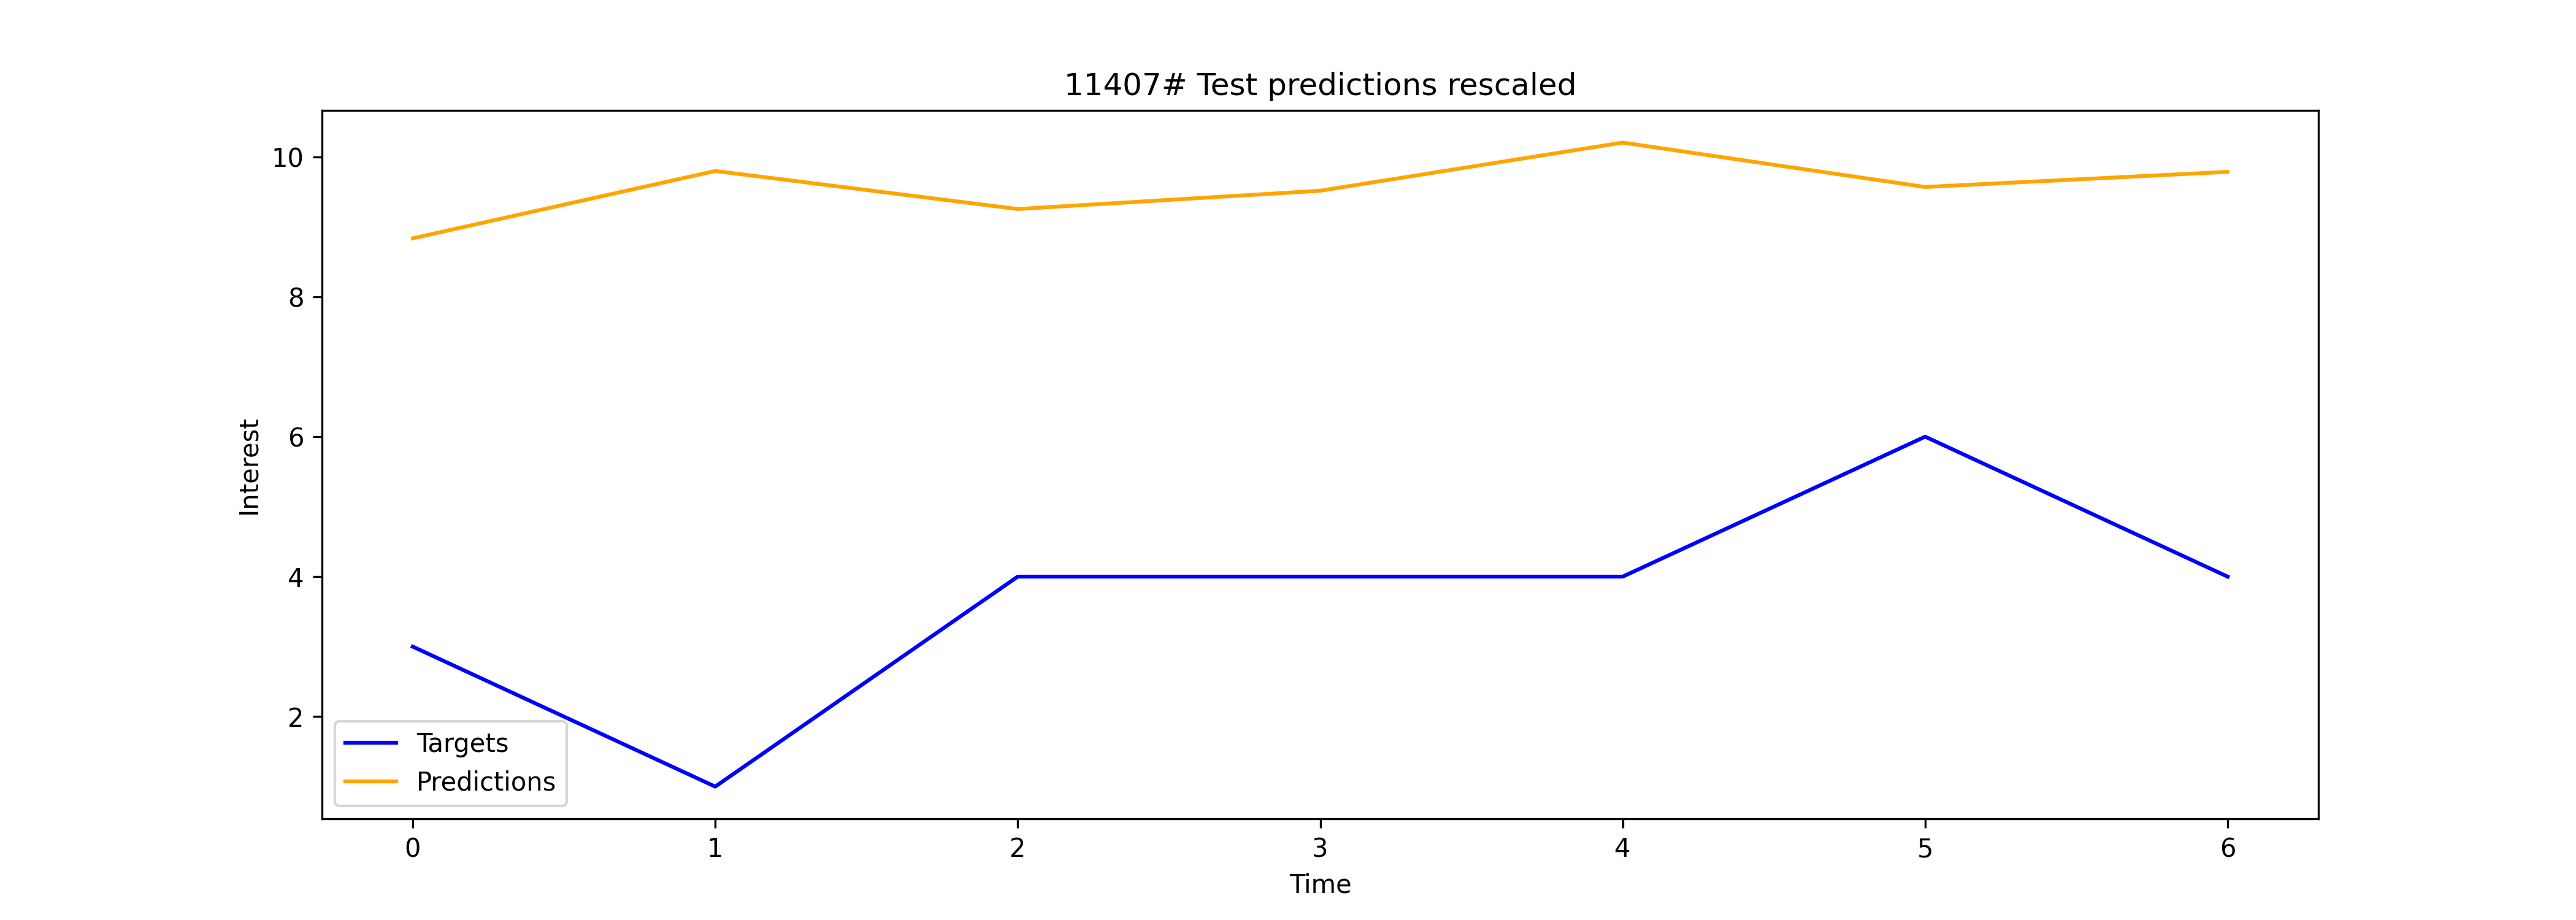 11407# Test predictions rescaled
10
8
6
4
2
Interest
Targets
Predictions
0 1 2 3 4 5 6
Time